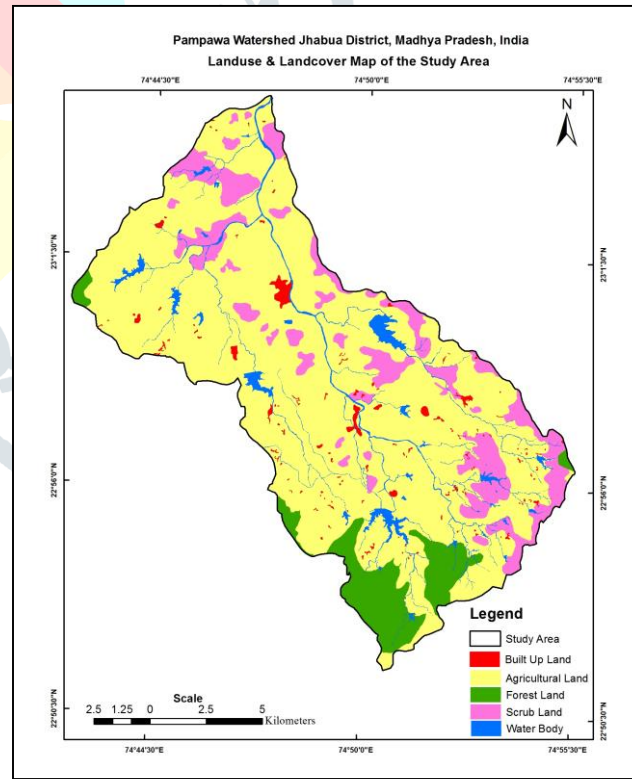 Pampawa Watershed Jhabua District, Madhya Pradesh, India
Landuse & Landcover Map of the Study Area
74°44'30"E 74°50'0"E 74°55'30"E
N
23°1'30"N 23°1'30"N
22°56'0"N 22°56'0"N
Legend
Study Area
Built Up Land
Agricultural Land
Forest Land
Scrub Land
Water Body
Scale
2.5 1.25 0 2.5 5
Kilometers
22°50'30"N 22°50'30"N
74°44'30"E 74°50'0"E 74°55'30"E